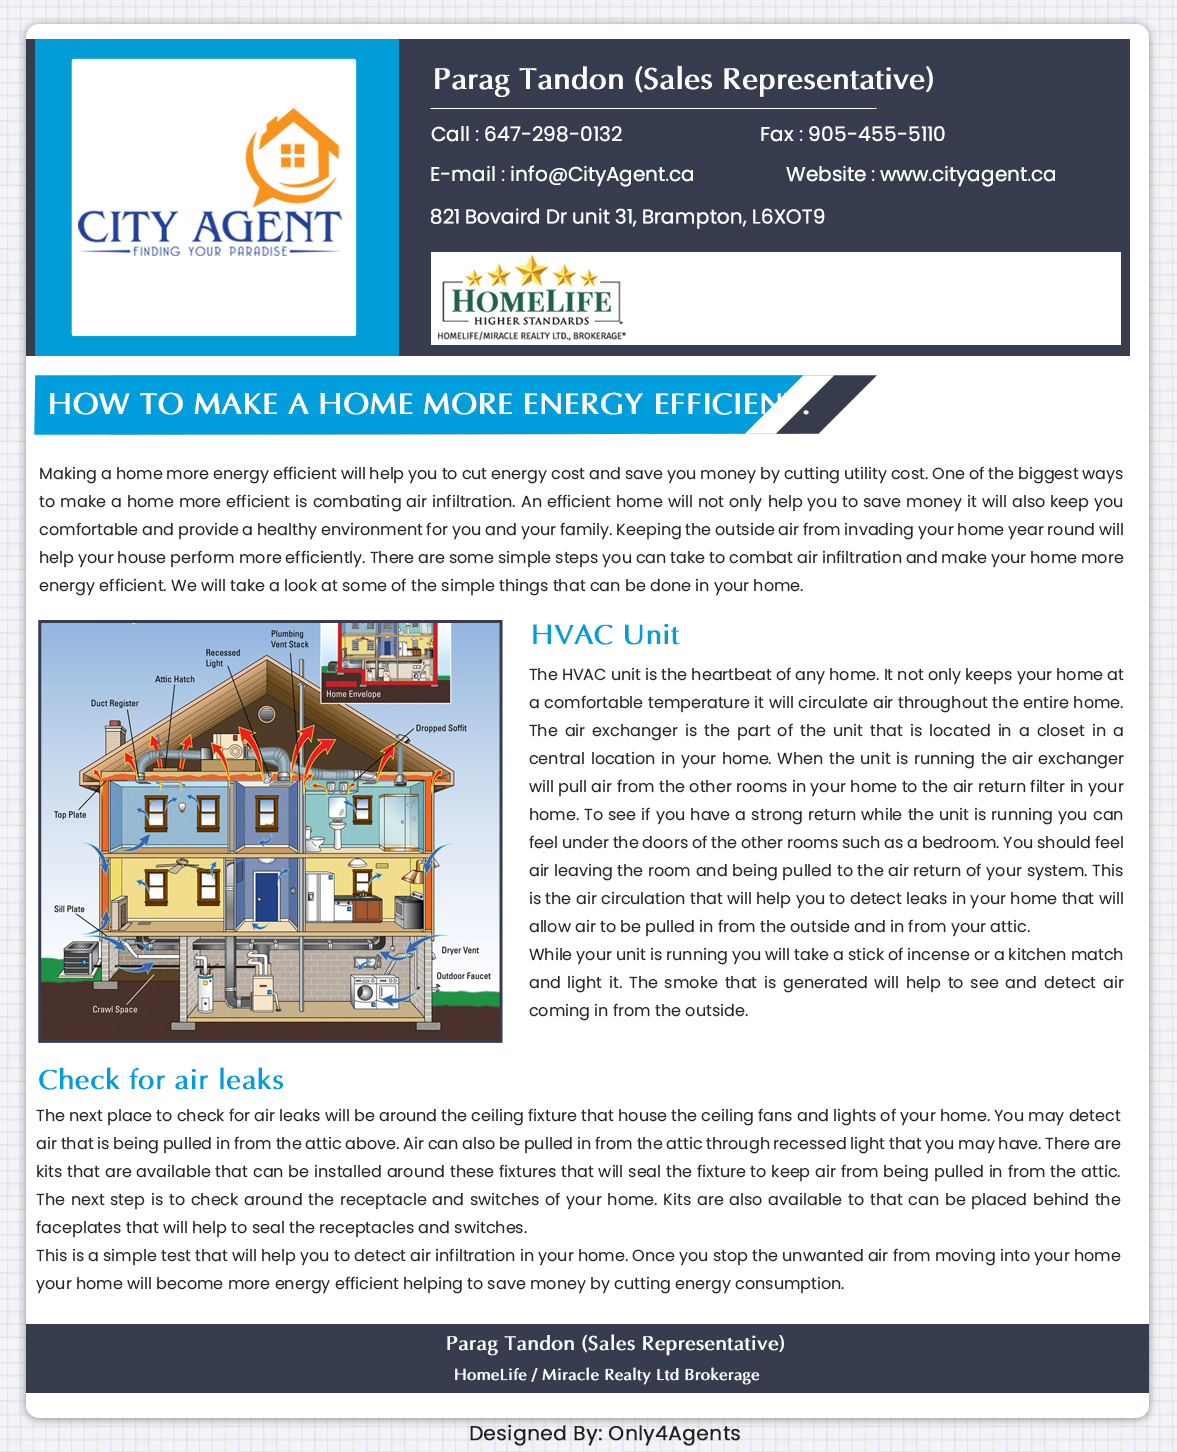 CITY AGENT
FINDING YOUR PARADISE
Parag Tandon (Sales Representative)
Call : 647-298-0132 Fax : 905-455-5110
E-mail : info@CityAgent.ca Website : www.cityagent.ca
821 Bovaird Dr unit 31, Brampton, L6XOT9
HOMELIFE
HIGHER STANDARDS
HOMELIFE/MIRACLE REALTY LTD., BROKERAGE*
HOW TO MAKE A HOME MORE ENERGY EFFICIENT.
Making a home more energy efficient will help you to cut energy cost and save you money by cutting utility cost. One of the biggest ways
to make a home more efficient is combating air infiltration. An efficient home will not only help you to save money it will also keep you
comfortable and provide a healthy environment for you and your family. Keeping the outside air from invading your home year round will
help your house perform more efficiently. There are some simple steps you can take to combat air infiltration and make your home more
energy efficient. We will take a look at some of the simple things that can be done in your home.
Plumbing
Vent Stack
Recessed
Light
Attic Hatch
Duct Register
Home Envelope
Dropped Soffit
Top Plate
Sill Plate
Dryer Vent
Outdoor Faucet
Crawl Space
HVAC Unit
The HVAC unit is the heartbeat of any home. It not only keeps your home at
a comfortable temperature it will circulate air throughout the entire home.
The air exchanger is the part of the unit that is located in a closet in a
central location in your home. When the unit is running the air exchanger
will pull air from the other rooms in your home to the air return filter in your
home. To see if you have a strong return while the unit is running you can
feel under the doors of the other rooms such as a bedroom. You should feel
air leaving the room and being pulled to the air return of your system. This
is the air circulation that will help you to detect leaks in your home that will
allow air to be pulled in from the outside and in from your attic.
While your unit is running you will take a stick of incense or a kitchen match
and light it. The smoke that is generated will help to see and detect air
coming in from the outside.
Check for air leaks
The next place to check for air leaks will be around the ceiling fixture that house the ceiling fans and lights of your home. You may detect
air that is being pulled in from the attic above. Air can also be pulled in from the attic through recessed light that you may have. There are
kits that are available that can be installed around these fixtures that will seal the fixture to keep air from being pulled in from the attic.
The next step is to check around the receptacle and switches of your home. Kits are also available to that can be placed behind the
faceplates that will help to seal the receptacles and switches.
This is a simple test that will help you to detect air infiltration in your home. Once you stop the unwanted air from moving into your home
your home will become more energy efficient helping to save money by cutting energy consumption.
Parag Tandon (Sales Representative)
HomeLife / Miracle Realty Ltd Brokerage
Designed By: Only4Agents